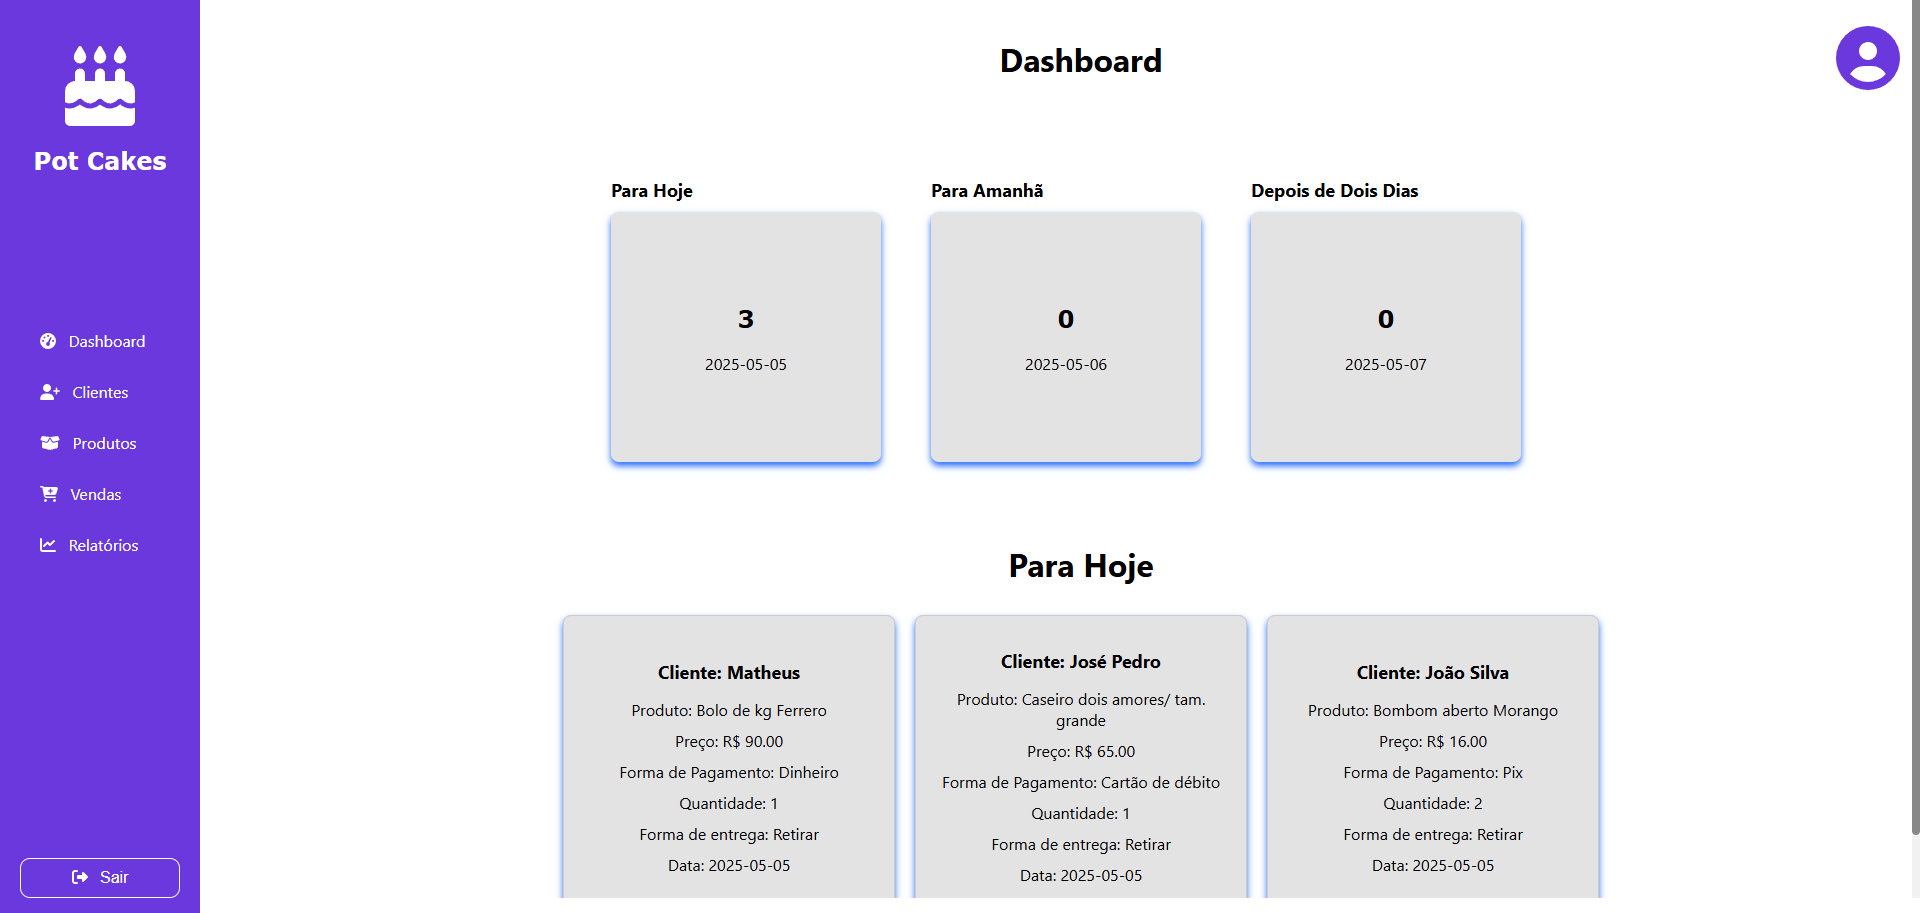 Pot Cakes
Dashboard
Clientes
Produtos
Vendas
Relatórios
Sair
Dashboard
Para Hoje
3
2025-05-05
Para Amanhã
0
2025-05-06
Depois de Dois Dias
0
2025-05-07
Para Hoje
Cliente: Matheus
Produto: Bolo de kg Ferrero
Preço: R$ 90.00
Forma de Pagamento: Dinheiro
Quantidade: 1
Forma de entrega: Retirar
Data: 2025-05-05
Cliente: José Pedro
Produto: Caseiro dois amores/ tam.
grande
Preço: R$ 65.00
Forma de Pagamento: Cartão de débito
Quantidade: 1
Forma de entrega: Retirar
Data: 2025-05-05
Cliente: João Silva
Produto: Bombom aberto Morango
Preço: R$ 16.00
Forma de Pagamento: Pix
Quantidade: 2
Forma de entrega: Retirar
Data: 2025-05-05